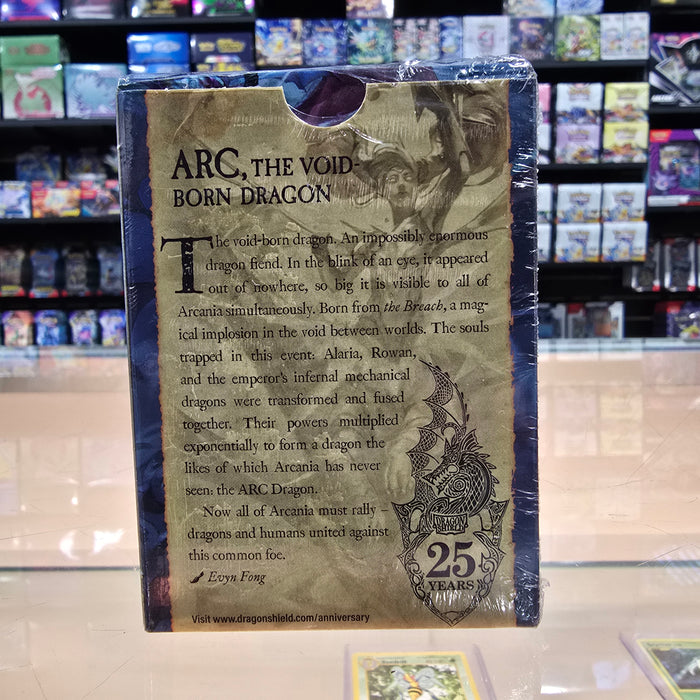 ARC, THE VOID-
BORN DRAGON
The void-born dragon. An impossibly enormous
dragon fiend. In the blink of an eye, it appeared
out of nowhere, so big it is visible to all of
Arcania simultaneously. Born from the Breach, a mag-
ical implosion in the void between worlds. The souls
trapped in this event: Alaria, Rowan,
and the emperor's infernal mechanical
dragons were transformed and fused
together. Their powers multiplied
exponentially to form a dragon the
likes of which Arcania has never
seen: the ARC Dragon.
Now all of Arcania must rally –
dragons and humans united against
this common foe.
Evyn Fong
DRAGON
SHIELD
25
YEARS
Visit www.dragonshield.com/anniversary